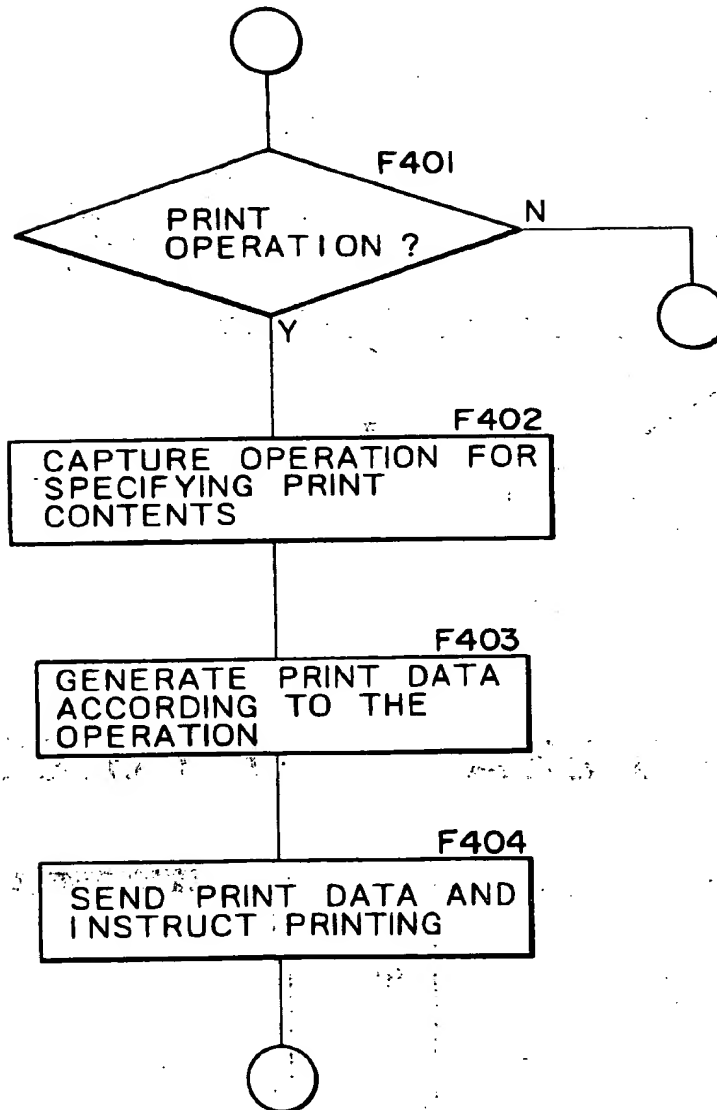 F401
PRINT
OPERATION ?
N
Y
F402
CAPTURE OPERATION FOR
SPECIFYING PRINT
CONTENTS
F403
GENERATE PRINT DATA
ACCORDING TO THE
OPERATION
F404
SEND PRINT DATA AND
INSTRUCT PRINTING